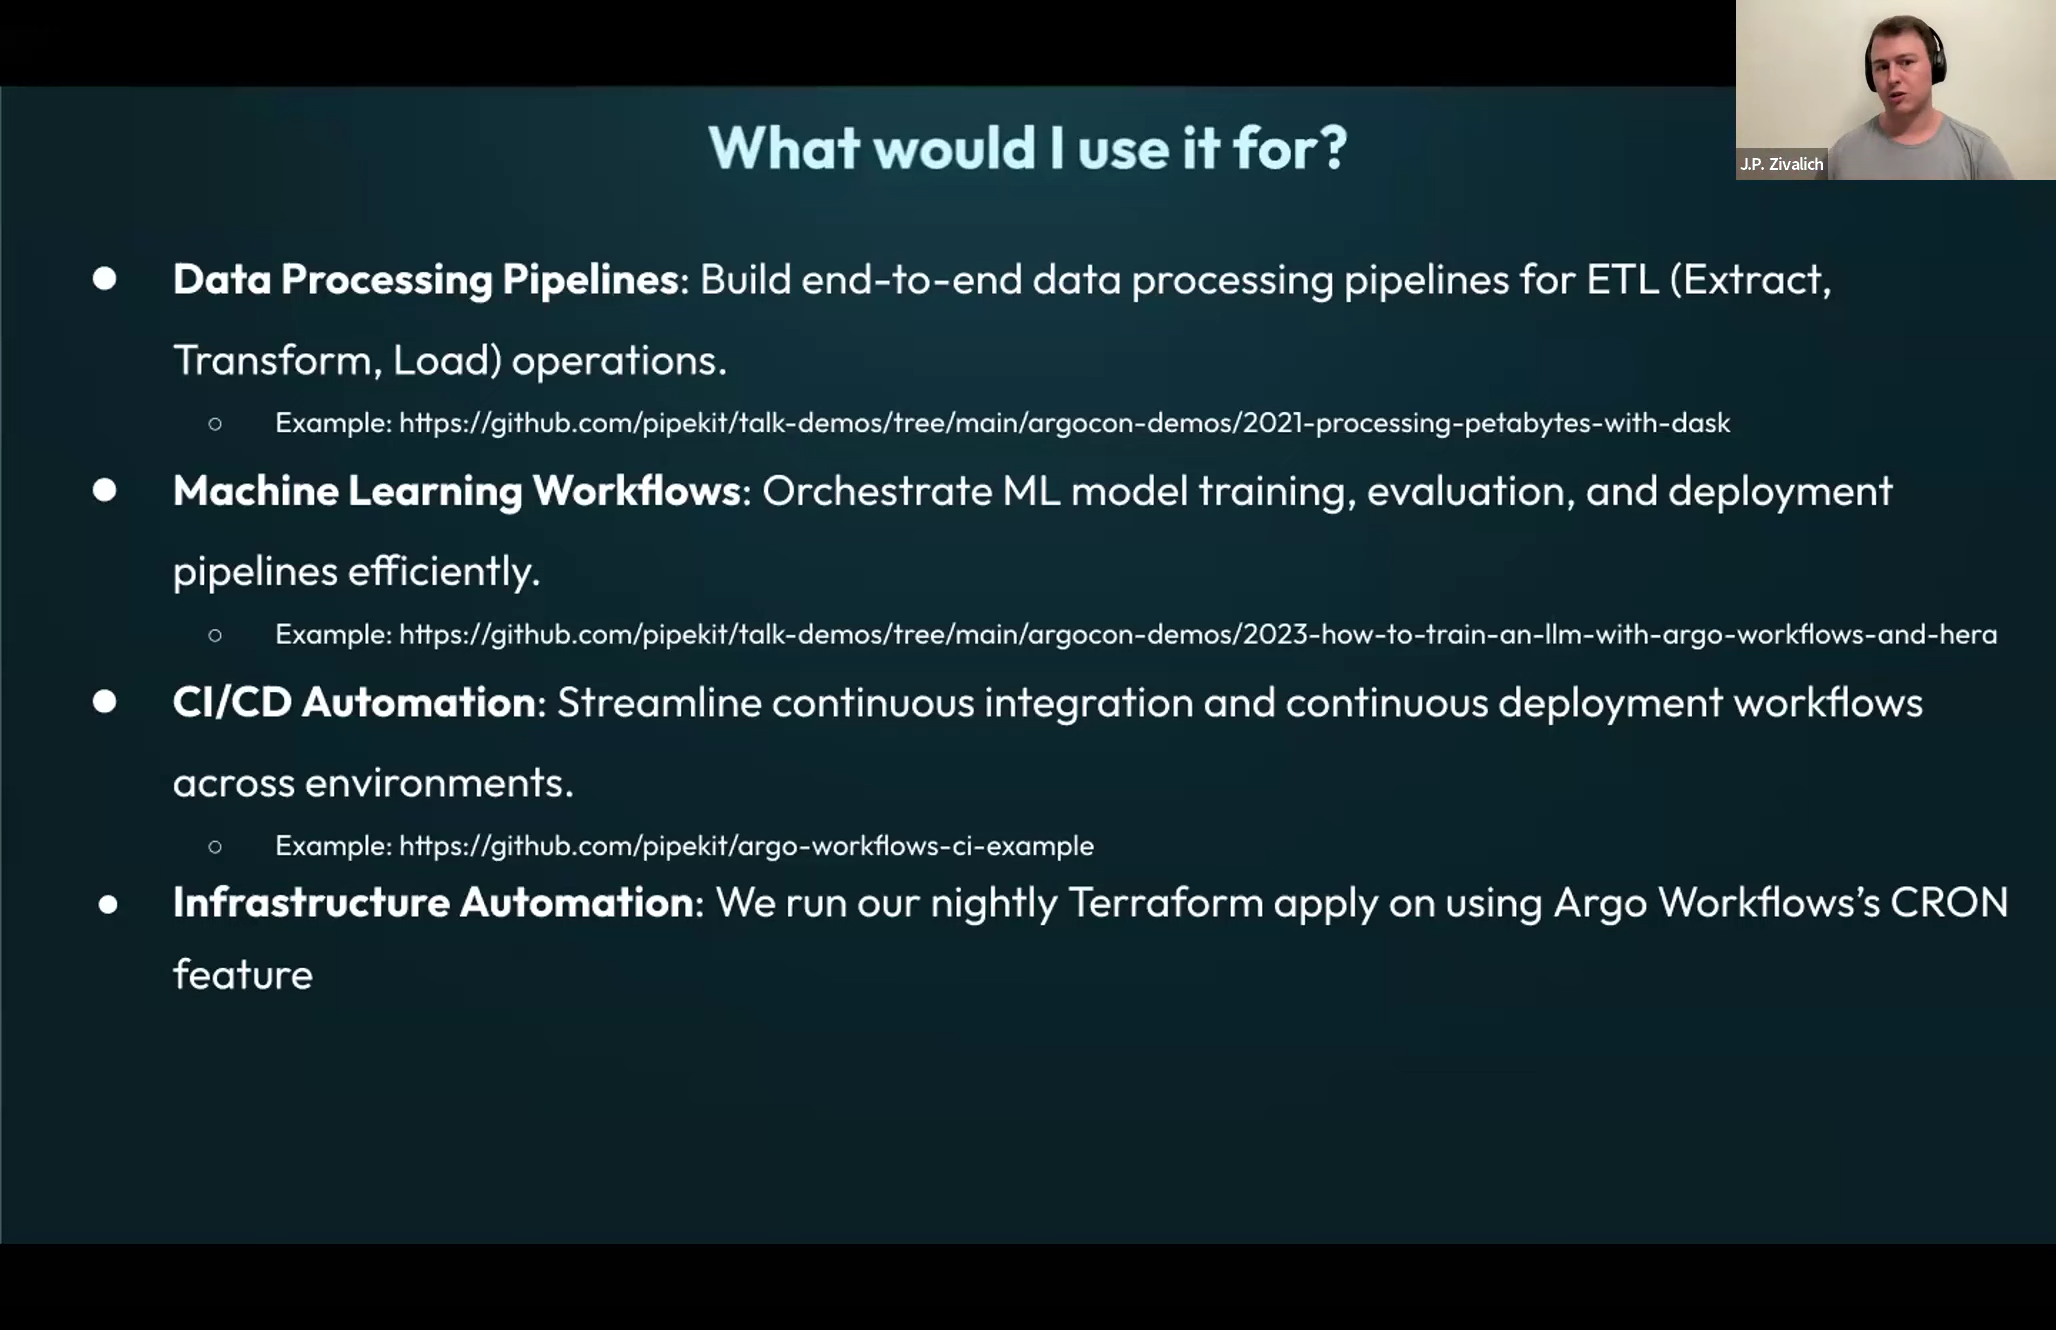 What would I use it for?
J.P. Zivalich
● Data Processing Pipelines: Build end-to-end data processing pipelines for ETL (Extract,
Transform, Load) operations.
○ Example: https://github.com/pipekit/talk-demos/tree/main/argocon-demos/2021-processing-petabytes-with-dask
● Machine Learning Workflows: Orchestrate ML model training, evaluation, and deployment
pipelines efficiently.
○ Example: https://github.com/pipekit/talk-demos/tree/main/argocon-demos/2023-how-to-train-an-llm-with-argo-workflows-and-hera
● CI/CD Automation: Streamline continuous integration and continuous deployment workflows
across environments.
○ Example: https://github.com/pipekit/argo-workflows-ci-example
● Infrastructure Automation: We run our nightly Terraform apply on using Argo Workflows’s CRON
feature